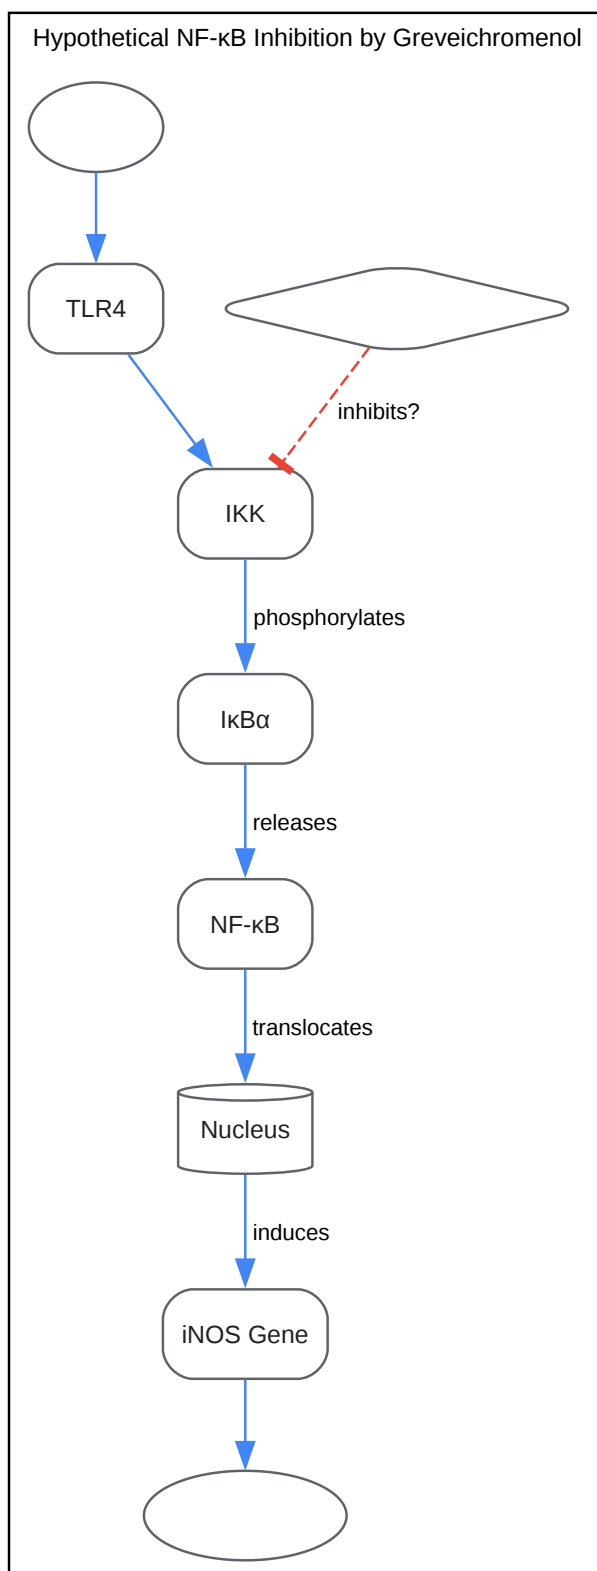 Hypothetical NF-κB Inhibition by Greveichromenol
TLR4
inhibits?
IKK
phosphorylates
IκBα
releases
NF-κB
translocates
Nucleus
induces
iNOS Gene